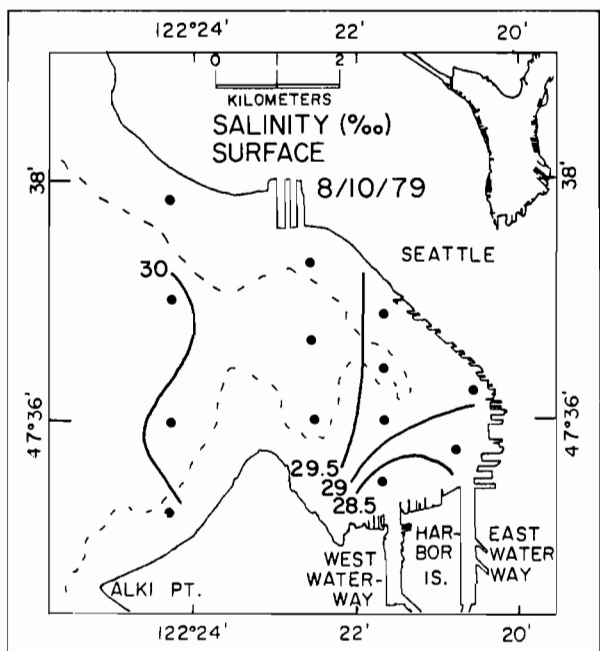 122°24' 22' 20'
0 1 2
KILOMETERS
SALINITY (‰)
SURFACE
8/10/79
38' 38'
SEATTLE
30
47°36' 36'
29.5
29
28.5
ALKI PT.
WEST
WATER-
WAY
HAR-
BOR
IS.
EAST
WATER
WAY
122°24' 22' 20'